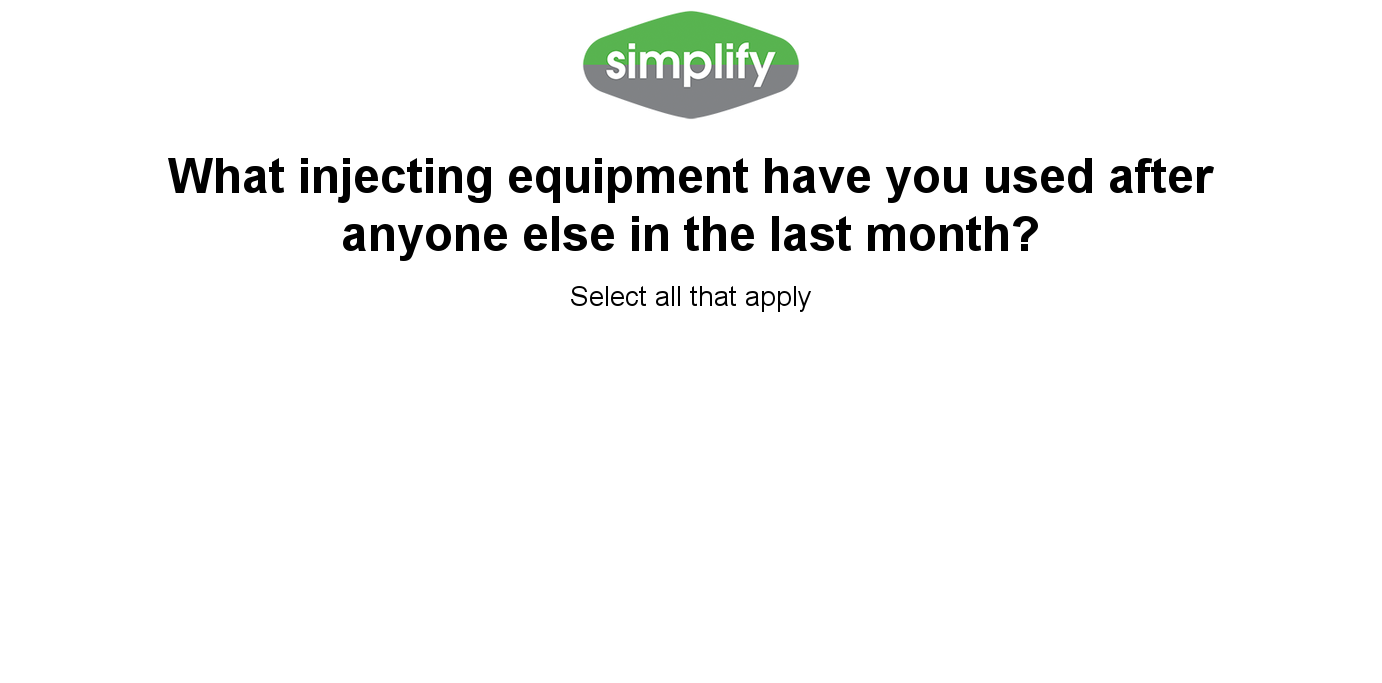 simplify
What injecting equipment have you used after
anyone else in the last month?
Select all that apply